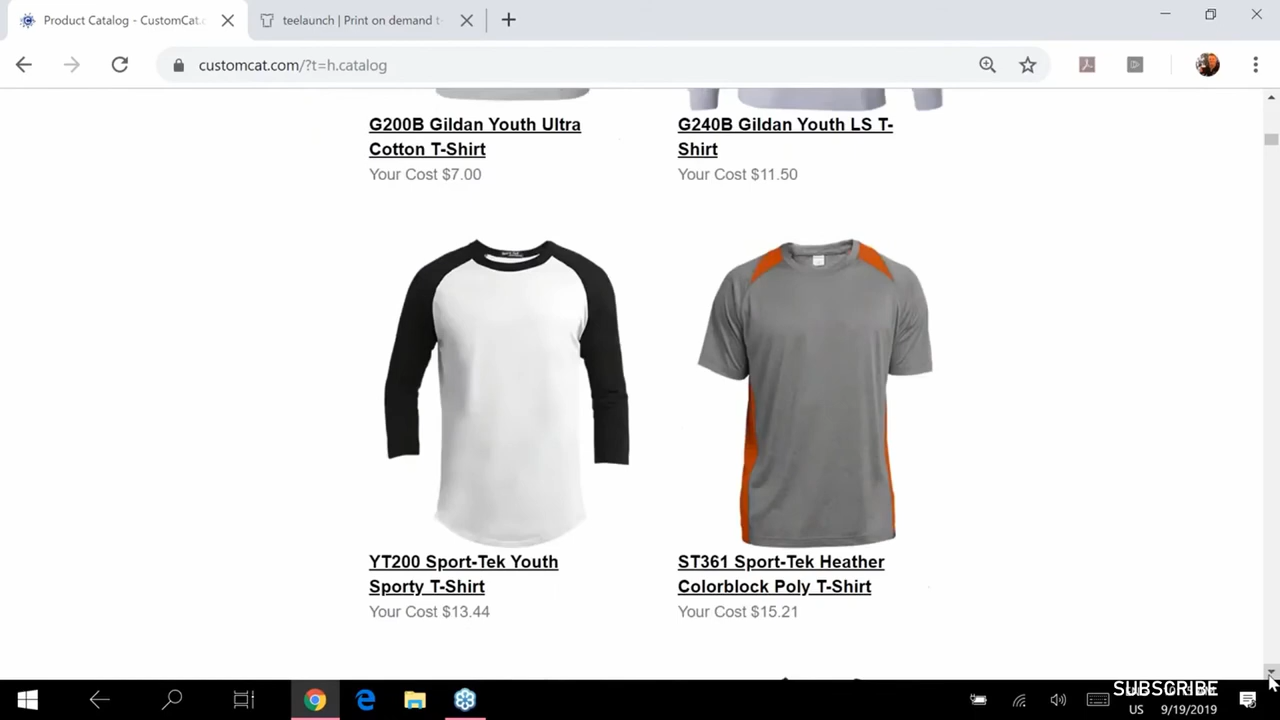 Product Catalog - CustomCat.c
teelaunch | Print on demand t-
customcat.com/?t=h.catalog
G200B Gildan Youth Ultra
Cotton T-Shirt
Your Cost $7.00
G240B Gildan Youth LS T-
Shirt
Your Cost $11.50
YT200 Sport-Tek Youth
Sporty T-Shirt
Your Cost $13.44
ST361 Sport-Tek Heather
Colorblock Poly T-Shirt
Your Cost $15.21
SUBSCRIBE
US
9/19/2019